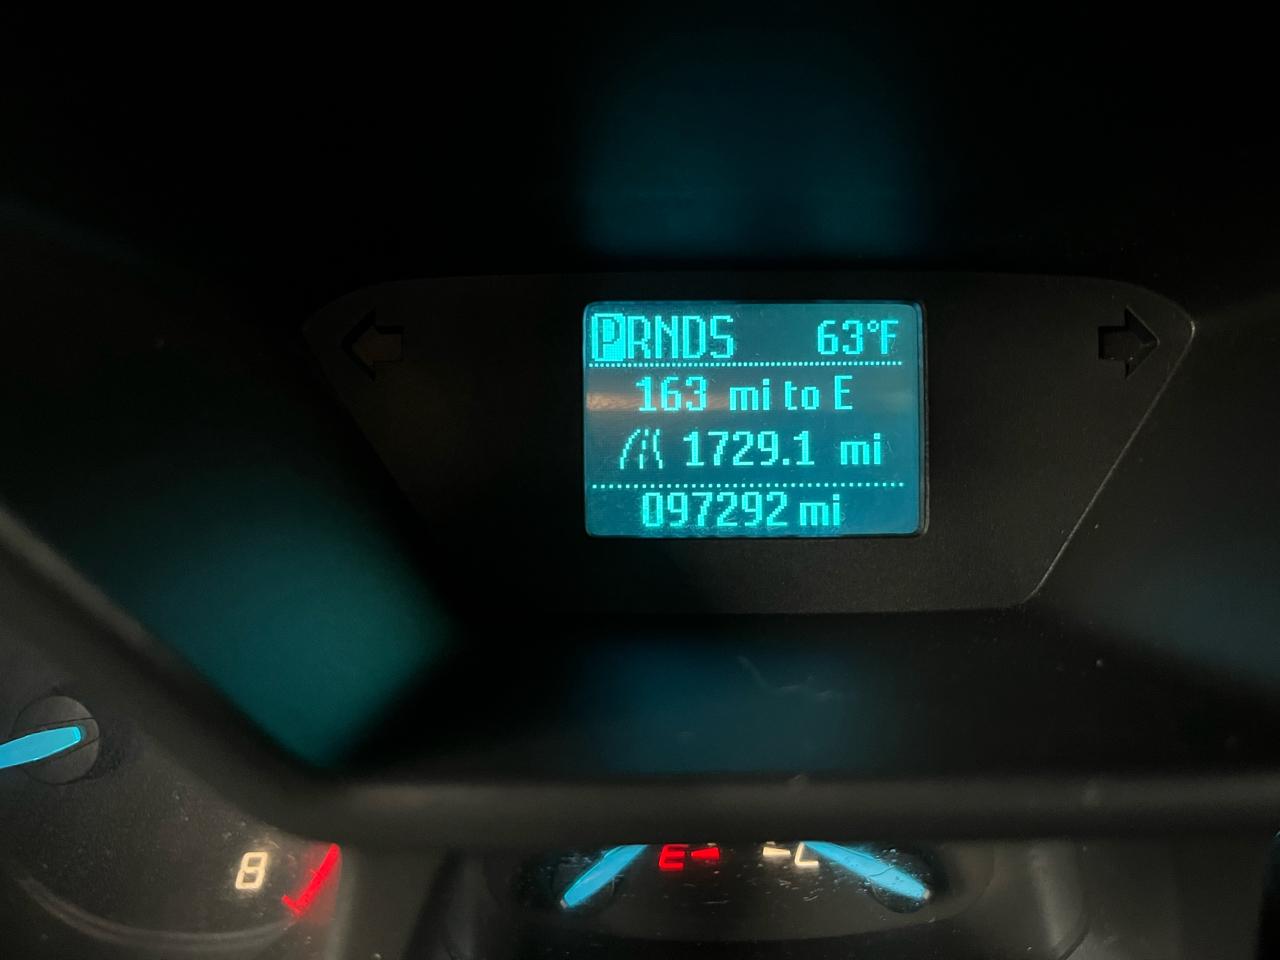 PRNDS 63°F
163 mi to E
1729.1 mi
097292 mi
8
E C